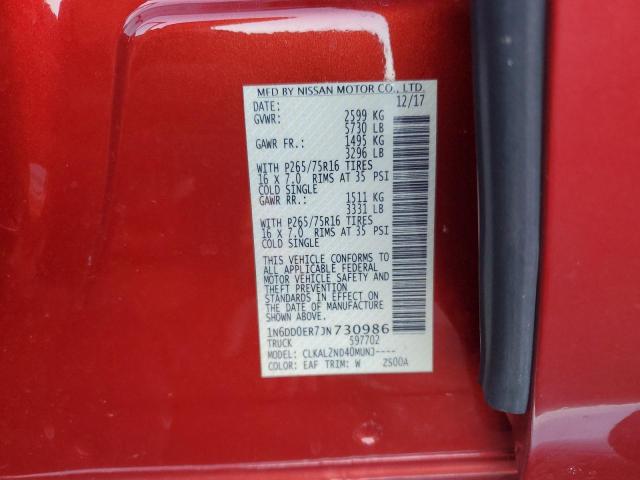 MFD BY NISSAN MOTOR CO., LTD.
DATE: 12/17
GVWR: 2599 KG
5730 LB
GAWR FR.: 1495 KG
3296 LB
WITH P265/75R16 TIRES
16 X 7.0 RIMS AT 35 PSI
COLD SINGLE
GAWR RR.: 1511 KG
3331 LB
WITH P265/75R16 TIRES
16 X 7.0 RIMS AT 35 PSI
COLD SINGLE
THIS VEHICLE CONFORMS TO
ALL APPLICABLE FEDERAL
MOTOR VEHICLE SAFETY AND
THEFT PREVENTION
STANDARDS IN EFFECT ON
THE DATE OF MANUFACTURE
SHOWN ABOVE.
1N6DD0ER7JN730986
TRUCK 597702
MODEL: CLKALZND40MUNJ----
COLOR: EAF TRIM: W ZS00A